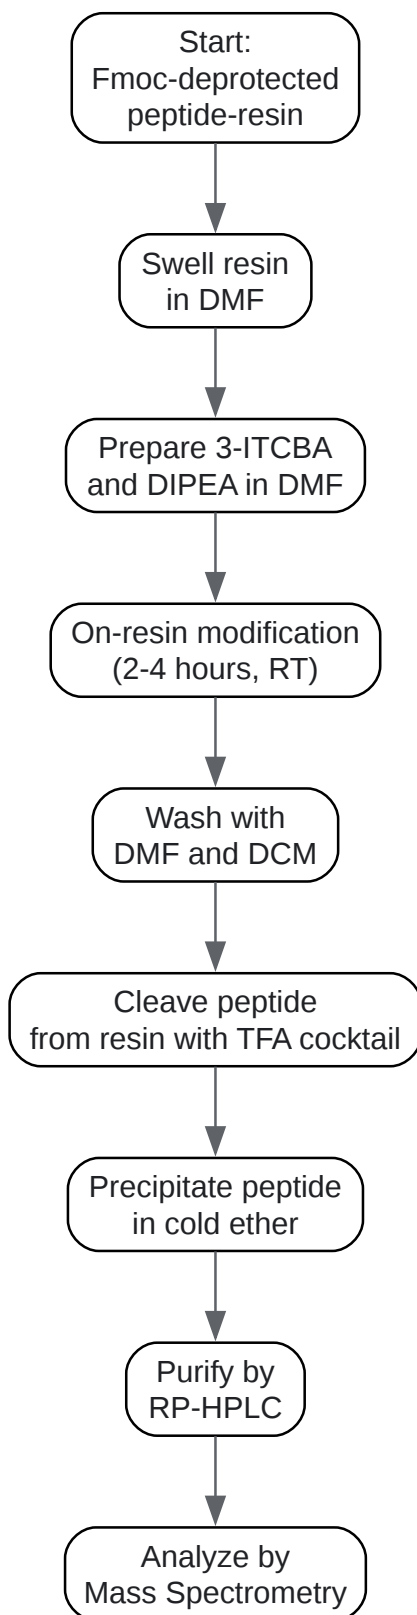 Start:
Fmoc-deprotected
peptide-resin
Swell resin
in DMF
Prepare 3-ITCBA
and DIPEA in DMF
On-resin modification
(2-4 hours, RT)
Wash with
DMF and DCM
Cleave peptide
from resin with TFA cocktail
Precipitate peptide
in cold ether
Purify by
RP-HPLC
Analyze by
Mass Spectrometry